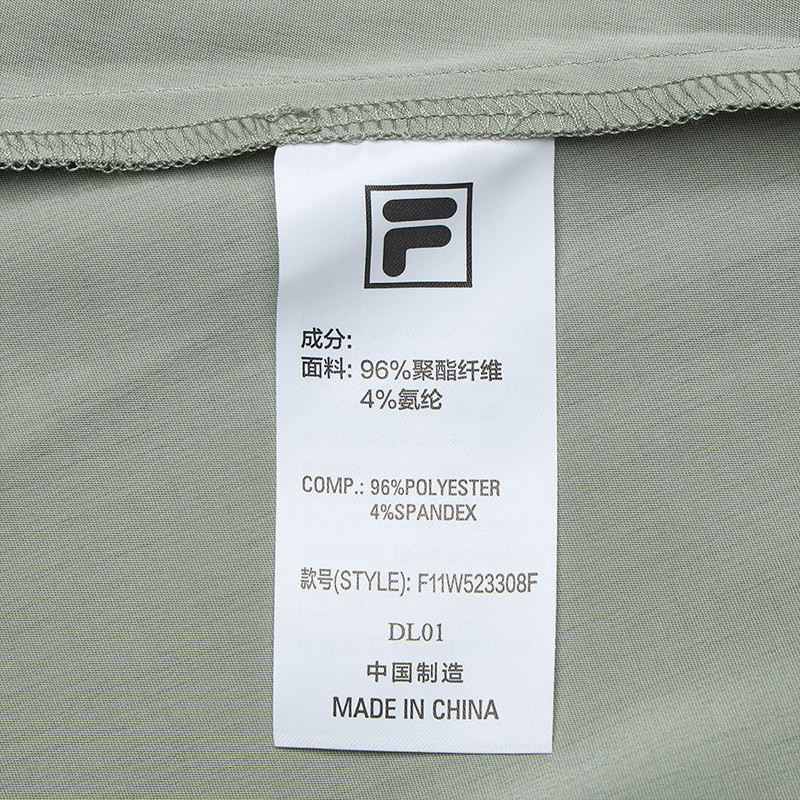 F
成分:
面料: 96%聚酯纤维
4%氨纶
COMP.: 96%POLYESTER
4%SPANDEX
款号(STYLE): F11W523308F
DL01
中国制造
MADE IN CHINA